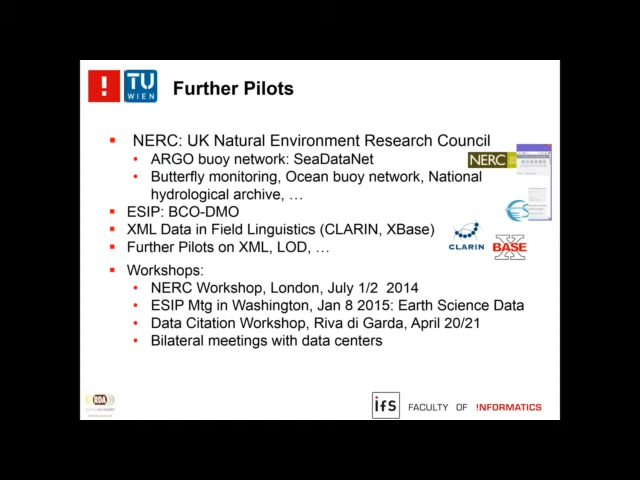 ! TU WIEN
Further Pilots
NERC: UK Natural Environment Research Council
ARGO buoy network: SeaDataNet
Butterfly monitoring, Ocean buoy network, National
hydrological archive, …
ESIP: BCO-DMO
XML Data in Field Linguistics (CLARIN, XBase)
Further Pilots on XML, LOD, …
NERC
CLARIN
X BASE
Workshops:
NERC Workshop, London, July 1/2 2014
ESIP Mtg in Washington, Jan 8 2015: Earth Science Data
Data Citation Workshop, Riva di Garda, April 20/21
Bilateral meetings with data centers
RDA
ifs FACULTY OF !NFORMATICS